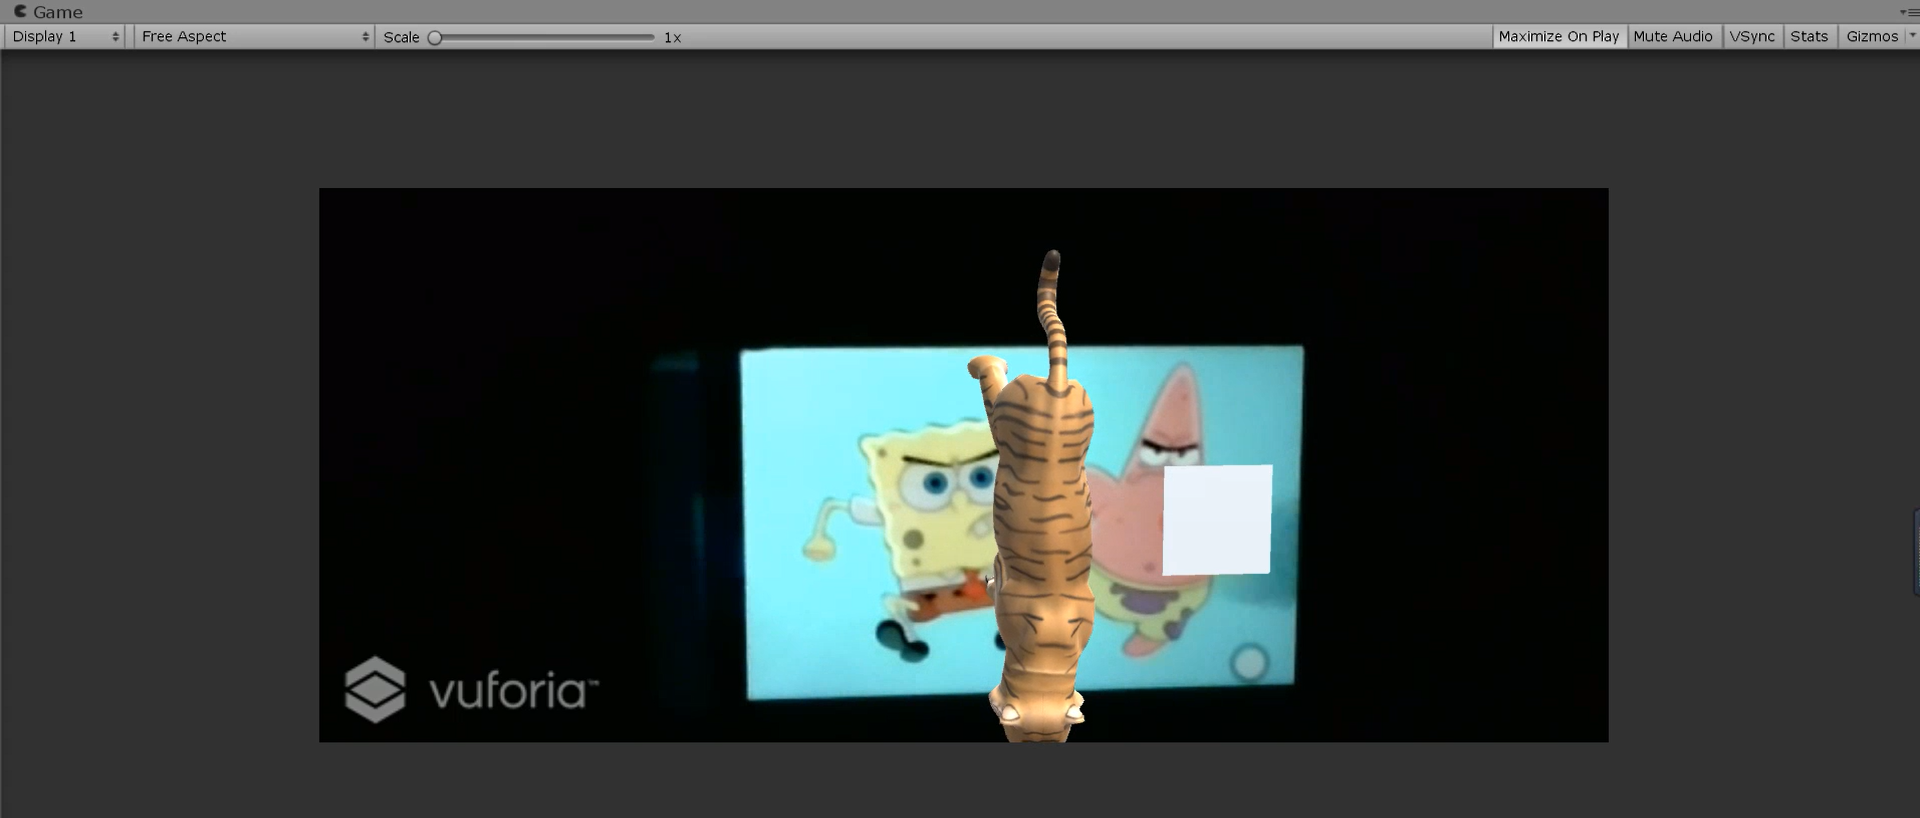 Game
Display 1
Free Aspect
Scale
1x
Maximize On Play
Mute Audio
VSync
Stats
Gizmos
vuforia™